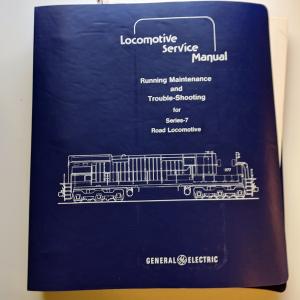 Locomotive
Service
Manual
Running Maintenance
and
Trouble-Shooting
for
Series-7
Road Locomotive
GENERAL ELECTRIC